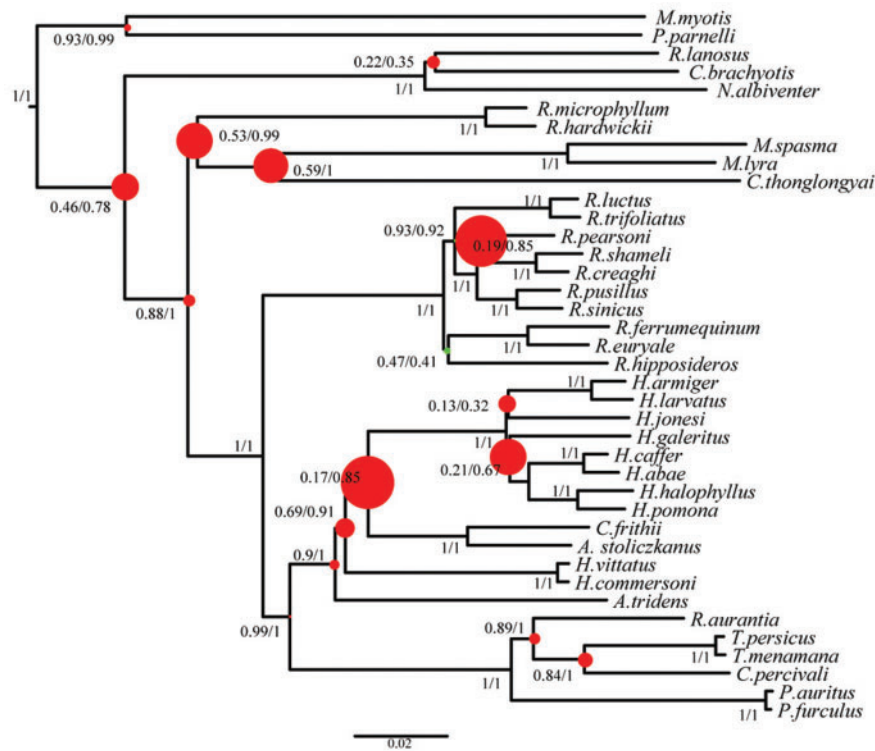 M.myotis
0.93/0.99
P.parnelli
R.lanosus
0.22/0.35
C.brachyotis
1/1
N.albiventer
1/1
R.microphyllum
0.53/0.99
1/1
R.hardwickii
M.spasma
0.59/1
1/1
M.lyra
C.thonglongyai
0.46/0.78
1/1
R.luctus
R.trifoliatus
0.93/0.92
R.pearsoni
0.19/0.85
R.shameli
1/1
R.creaghi
1/1
0.88/1
R.pusillus
1/1
R.sinicus
1/1
R.ferrumequinum
1/1
R.euryale
0.47/0.41
R.hipposideros
1/1
H.armiger
H.larvatus
0.13/0.32
H.jonesi
1/1
H.galeritus
1/1
1/1
H.caffer
0.21/0.67
H.abae
0.17/0.85
1/1
H.halophyllus
H.pomona
0.69/0.91
C.frithii
1/1
A. stoliczkanus
0.9/1
H.vittatus
1/1
H.commersoni
A.tridens
0.99/1
R.aurantia
0.89/1
T.persicus
1/1
T.menamana
0.84/1
C.percivali
1/1
P.auritus
1/1
P.furculus
0.02